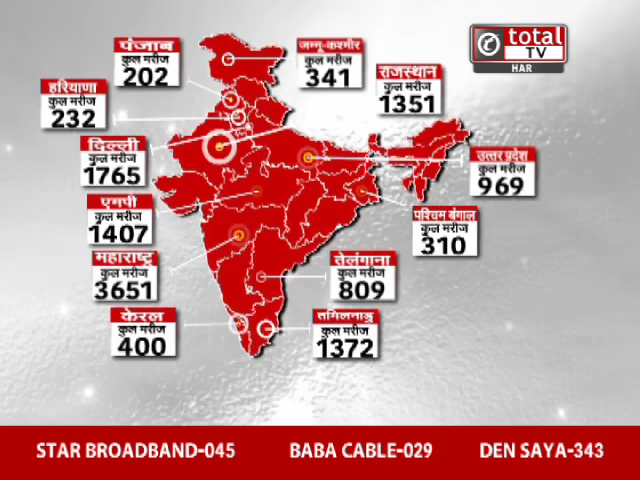 पंजाब
कुल मरीज
202
जम्मू-कश्मीर
कुल मरीज
341
total
TV
HAR
राजस्थान
कुल मरीज
1351
हरियाणा
कुल मरीज
232
दिल्ली
कुल मरीज
1765
उत्तर प्रदेश
कुल मरीज
969
एमपी
कुल मरीज
1407
पश्चिम बंगाल
कुल मरीज
310
महाराष्ट्र
कुल मरीज
3651
तेलंगाना
कुल मरीज
809
केरल
कुल मरीज
400
तमिलनाडु
कुल मरीज
1372
STAR BROADBAND-045 BABA CABLE-029 DEN SAYA-343